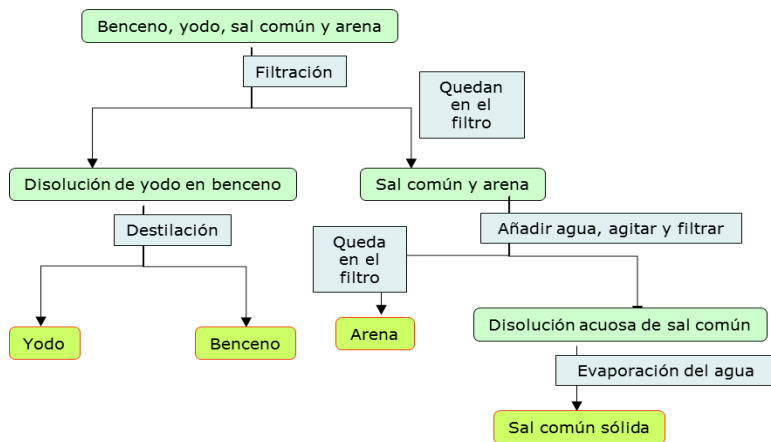 Benceno, yodo, sal común y arena
Filtración
Quedan
en el
filtro
Disolución de yodo en benceno
Sal común y arena
Destilación
Añadir agua, agitar y filtrar
Queda
en el
filtro
Yodo
Benceno
Arena
Disolución acuosa de sal común
Evaporación del agua
Sal común sólida